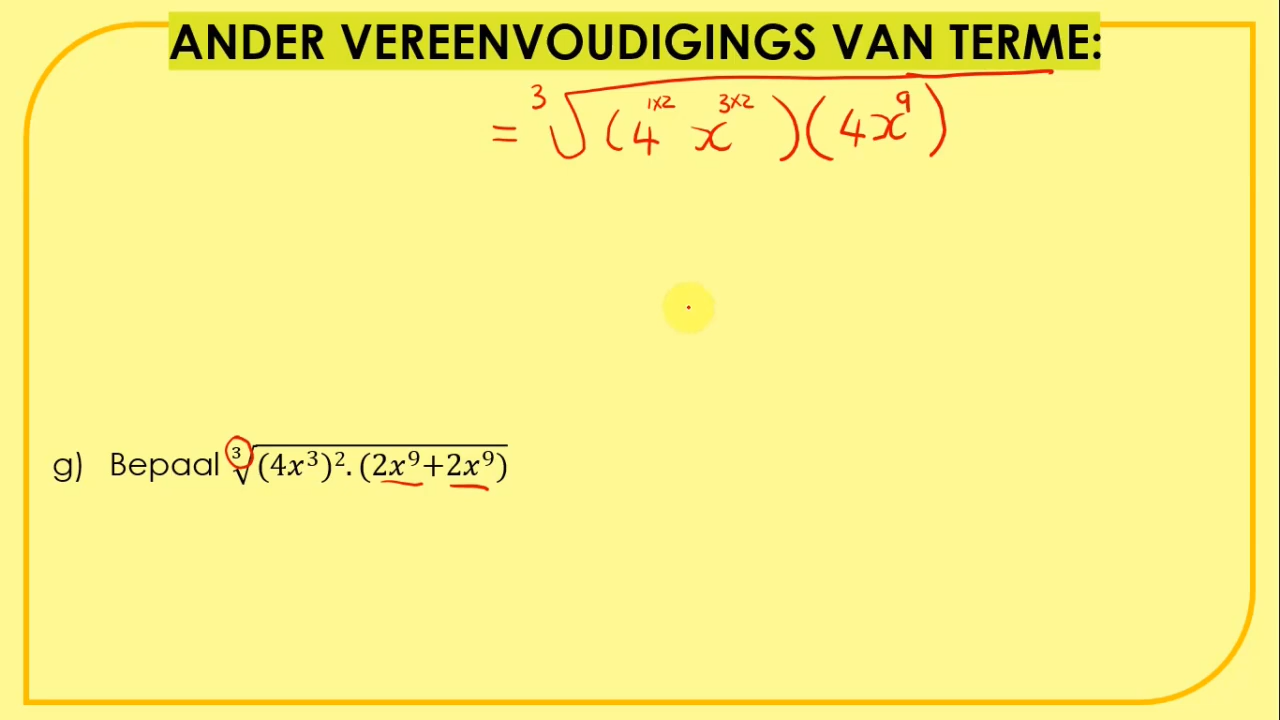 ANDER VEREENVOUDIGINGS VAN TERME:
= ∛((4^{1×2} x^{3×2})(4x^9))
g) Bepaal ∛((4x³)².(2x⁹+2x⁹))